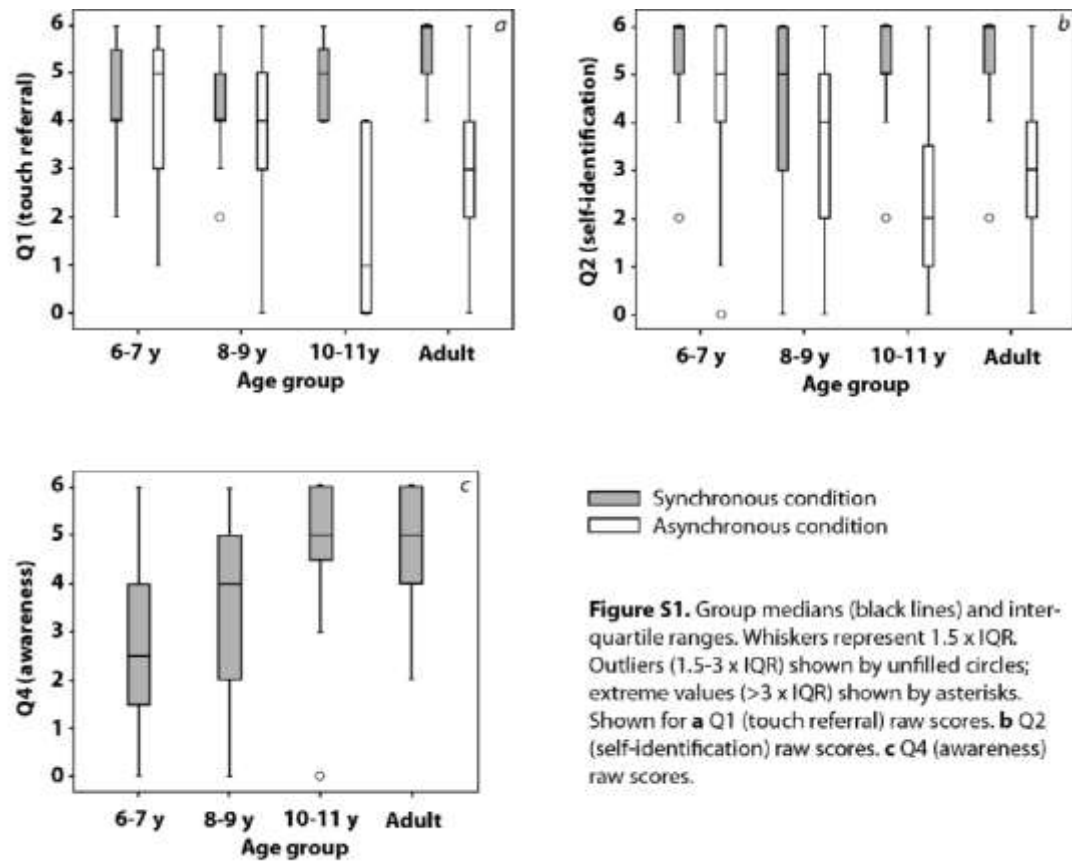 a
6
5
4
3
2
1
0
Q1 (touch referral)
6-7 y
8-9 y
10-11y
Adult
Age group
b
6
5
4
3
2
1
0
Q2 (self-identification)
6-7 y
8-9 y
10-11 y
Adult
Age group
c
6
5
4
3
2
1
0
Q4 (awareness)
6-7 y
8-9 y
10-11 y
Adult
Age group
Synchronous condition
Asynchronous condition
Figure S1. Group medians (black lines) and inter-
quartile ranges. Whiskers represent 1.5 x IQR.
Outliers (1.5-3 x IQR) shown by unfilled circles;
extreme values (>3 x IQR) shown by asterisks.
Shown for a Q1 (touch referral) raw scores. b Q2
(self-identification) raw scores. c Q4 (awareness)
raw scores.